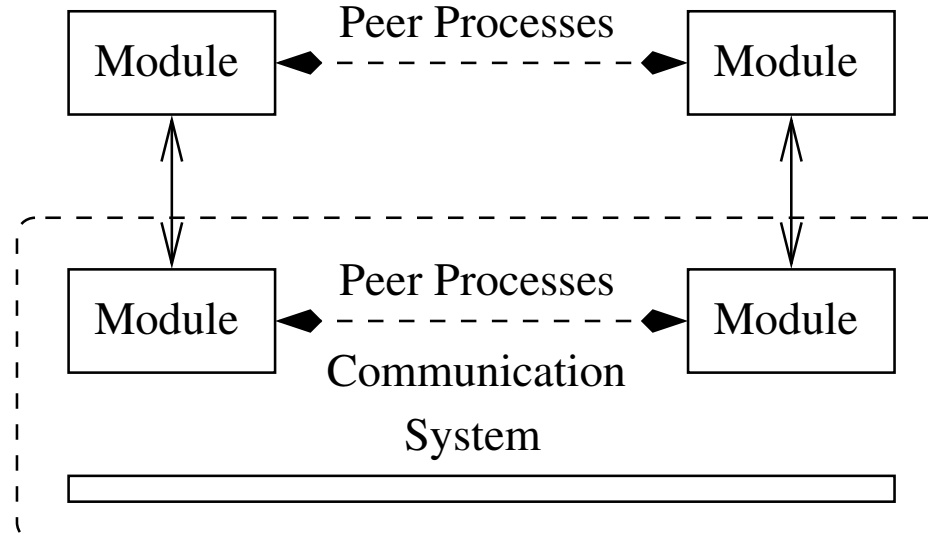 Peer Processes
Module
Module
Peer Processes
Module
Module
Communication
System